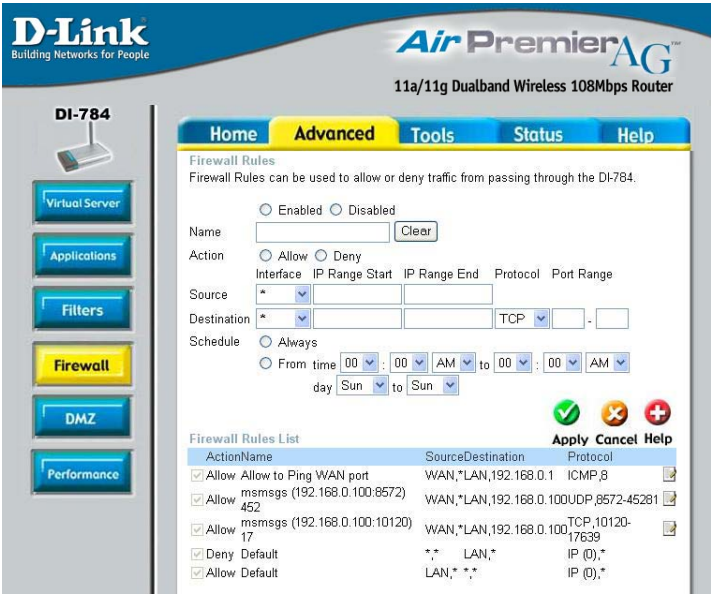 D-Link
Building Networks for People
Air PremierAG™
11a/11g Dualband Wireless 108Mbps Router
DI-784
Virtual Server
Applications
Filters
Firewall
DMZ
Performance
Home Advanced Tools Status Help
Firewall Rules
Firewall Rules can be used to allow or deny traffic from passing through the DI-784.
Enabled Disabled
Name Clear
Action Allow Deny
Interface IP Range Start IP Range End Protocol Port Range
Source *
Destination * TCP -
Schedule Always
From time 00 : 00 AM to 00 : 00 AM
day Sun to Sun
Apply Cancel Help
Firewall Rules List
ActionName SourceDestination Protocol
Allow Allow to Ping WAN port WAN,*LAN,192.168.0.1 ICMP,8
Allow msmsgs (192.168.0.100:8572) 452 WAN,*LAN,192.168.0.100UDP,8572-45281
Allow msmsgs (192.168.0.100:10120) 17 WAN,*LAN,192.168.0.100TCP,10120-17639
Deny Default *,* LAN,* IP (0),*
Allow Default LAN,* *,* IP (0),*